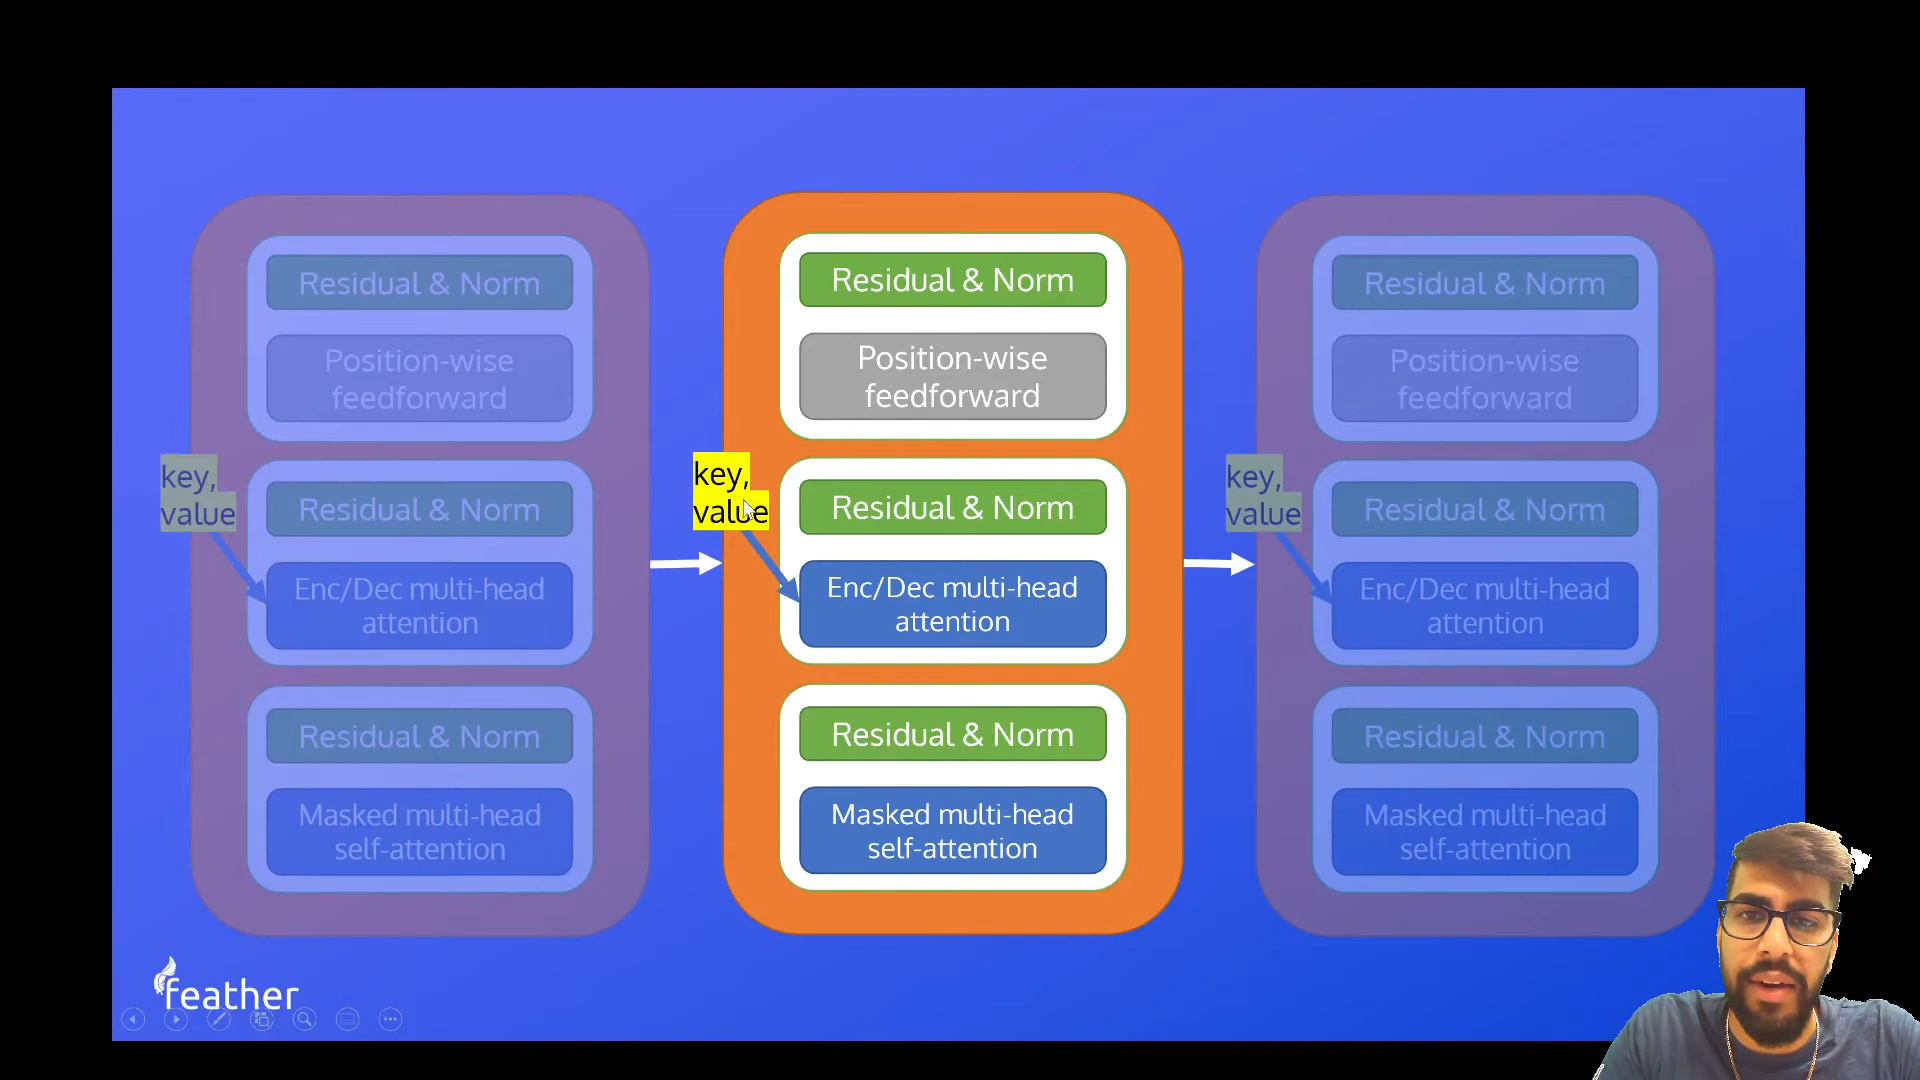 Residual & Norm
Position-wise
feedforward
key,
value
Residual & Norm
Enc/Dec multi-head
attention
Residual & Norm
Masked multi-head
self-attention
Residual & Norm
Position-wise
feedforward
key,
value
Residual & Norm
Enc/Dec multi-head
attention
Residual & Norm
Masked multi-head
self-attention
Residual & Norm
Position-wise
feedforward
key,
value
Residual & Norm
Enc/Dec multi-head
attention
Residual & Norm
Masked multi-head
self-attention
feather